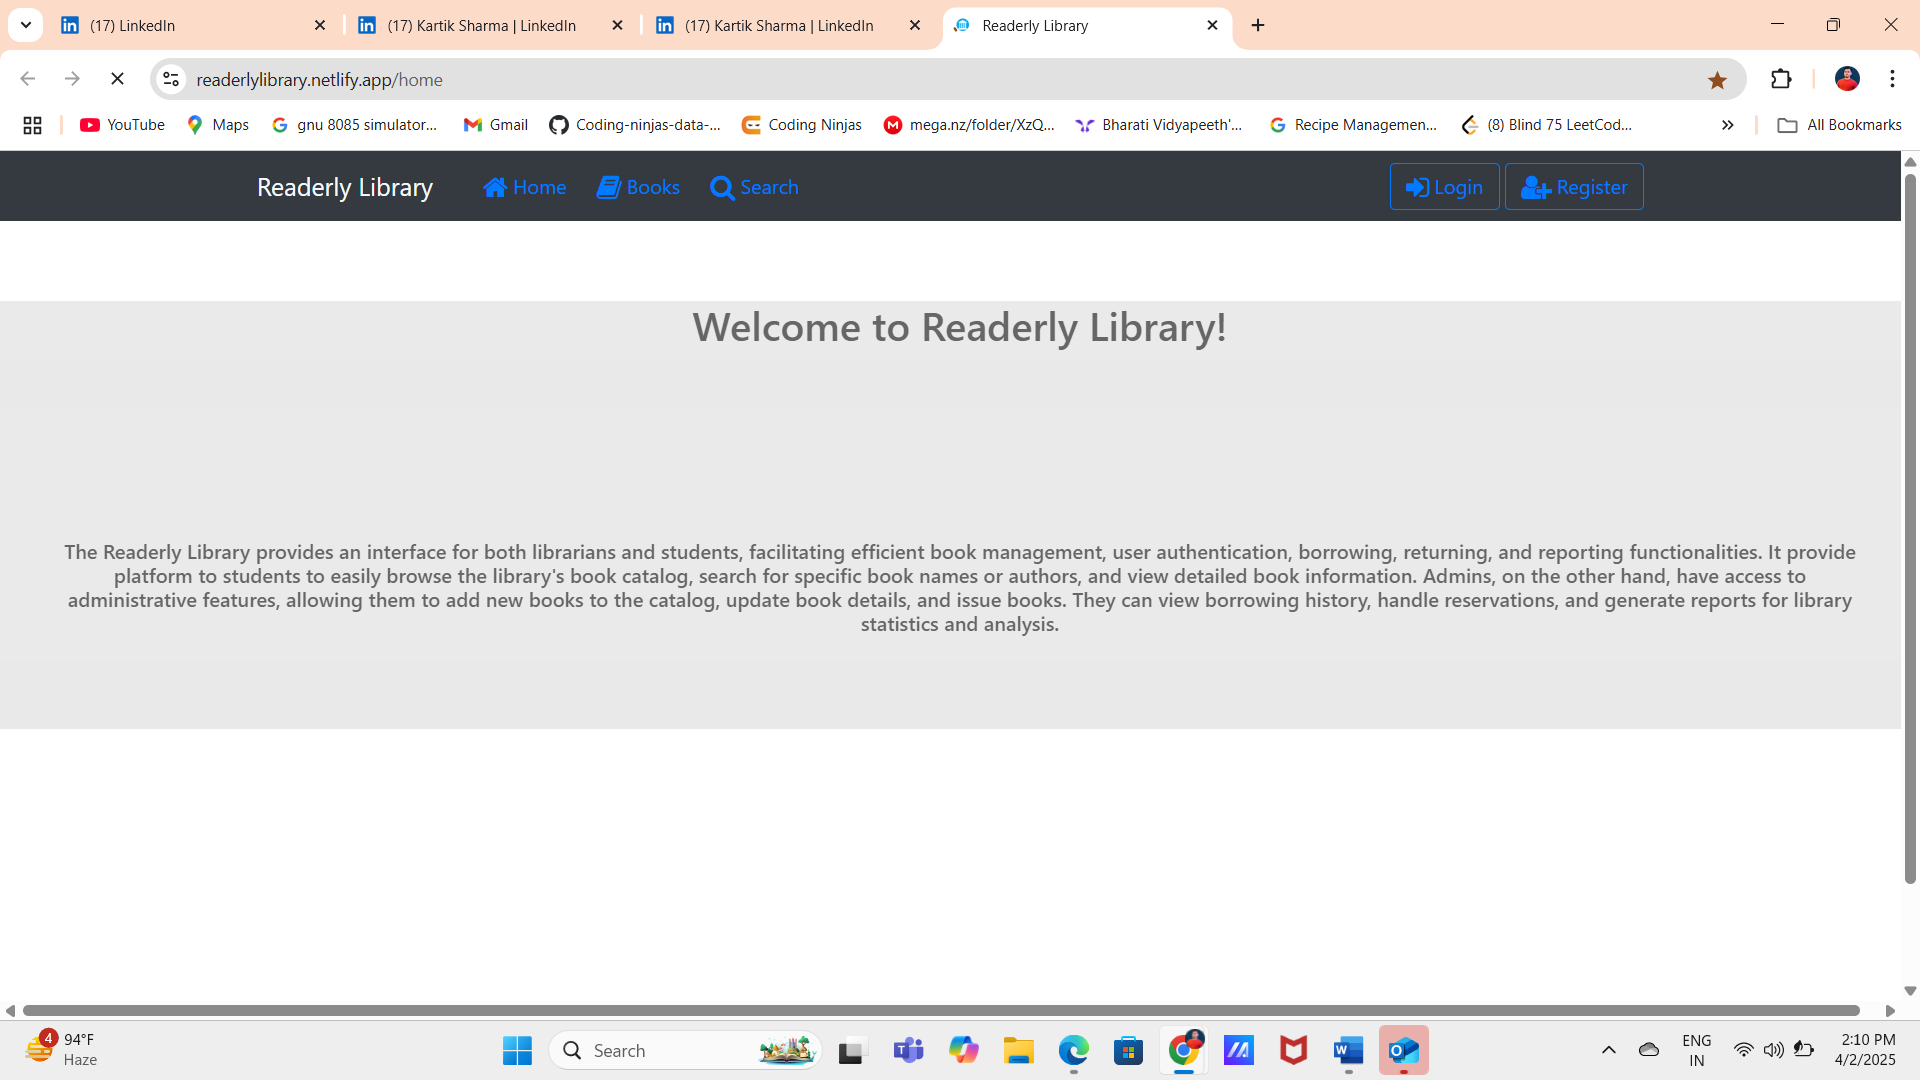 (17) LinkedIn
(17) Kartik Sharma | LinkedIn
(17) Kartik Sharma | LinkedIn
Readerly Library
readerlylibrary.netlify.app/home
YouTube
Maps
gnu 8085 simulator...
Gmail
Coding-ninjas-data-...
Coding Ninjas
mega.nz/folder/XzQ...
Bharati Vidyapeeth'...
Recipe Managemen...
(8) Blind 75 LeetCod...
All Bookmarks
Readerly Library
Home
Books
Search
Login
Register
Welcome to Readerly Library!
The Readerly Library provides an interface for both librarians and students, facilitating efficient book management, user authentication, borrowing, returning, and reporting functionalities. It provide
platform to students to easily browse the library's book catalog, search for specific book names or authors, and view detailed book information. Admins, on the other hand, have access to
administrative features, allowing them to add new books to the catalog, update book details, and issue books. They can view borrowing history, handle reservations, and generate reports for library
statistics and analysis.
4
94°F
Haze
Search
ENG
IN
2:10 PM
4/2/2025